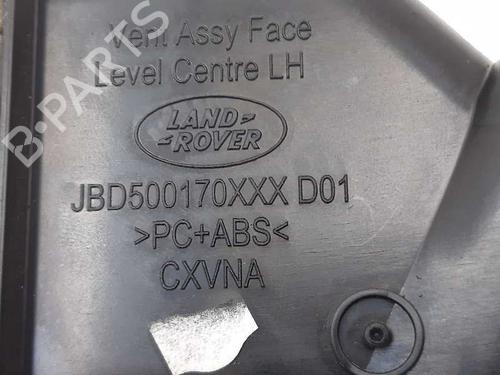 Vent Assy Face
Level Centre LH
LAND-
ROVER
JBD500170XXX D01
>PC+ABS<
CXVNA
B-PARTS